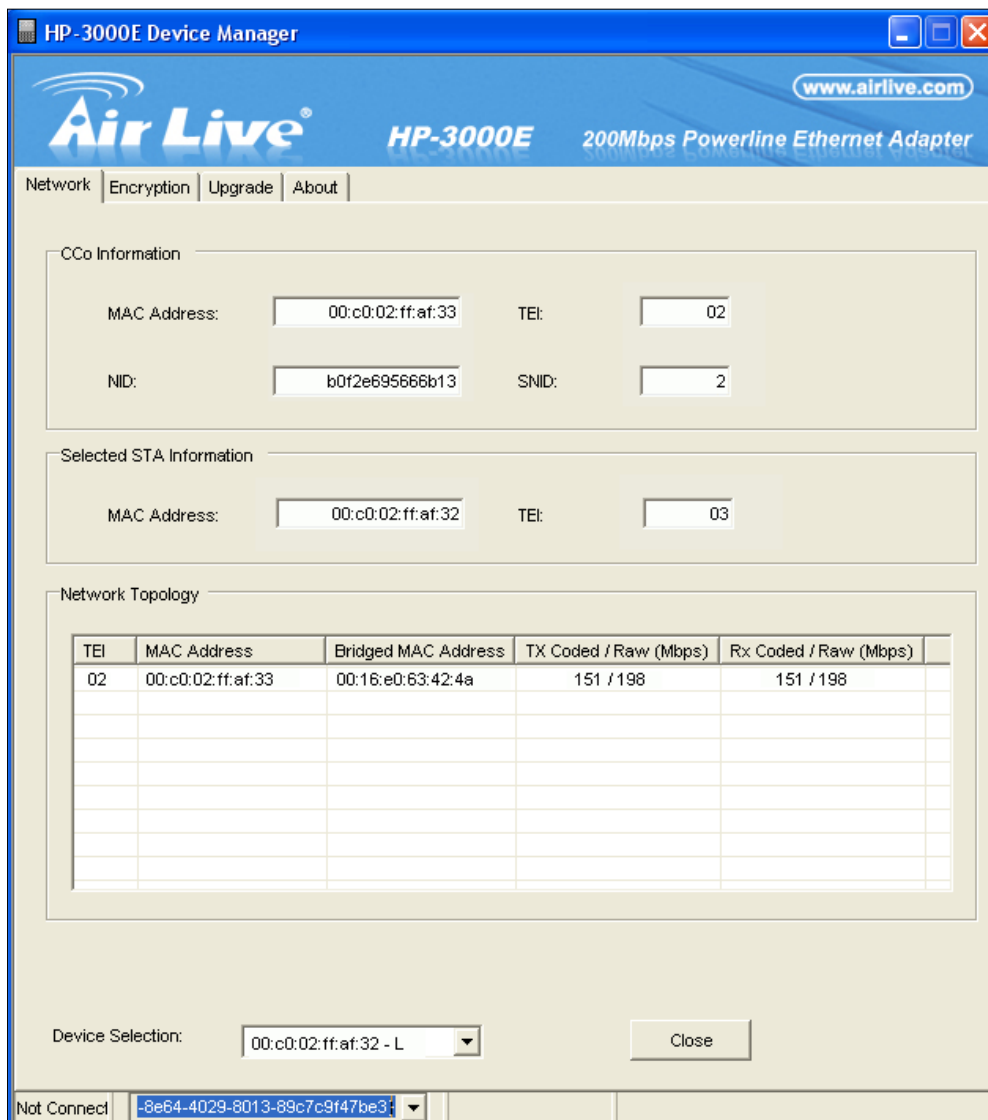 HP-3000E Device Manager
www.airlive.com
Air Live®
HP-3000E
200Mbps Powerline Ethernet Adapter
Network Encryption Upgrade About
CCo Information
MAC Address: 00:c0:02:ff:af:33 TEI: 02
NID: b0f2e695666b13 SNID: 2
Selected STA Information
MAC Address: 00:c0:02:ff:af:32 TEI: 03
Network Topology
TEI MAC Address Bridged MAC Address TX Coded / Raw (Mbps) Rx Coded / Raw (Mbps)
02 00:c0:02:ff:af:33 00:16:e0:63:42:4a 151 / 198 151 / 198
Device Selection: 00:c0:02:ff:af:32 - L Close
Not Connect